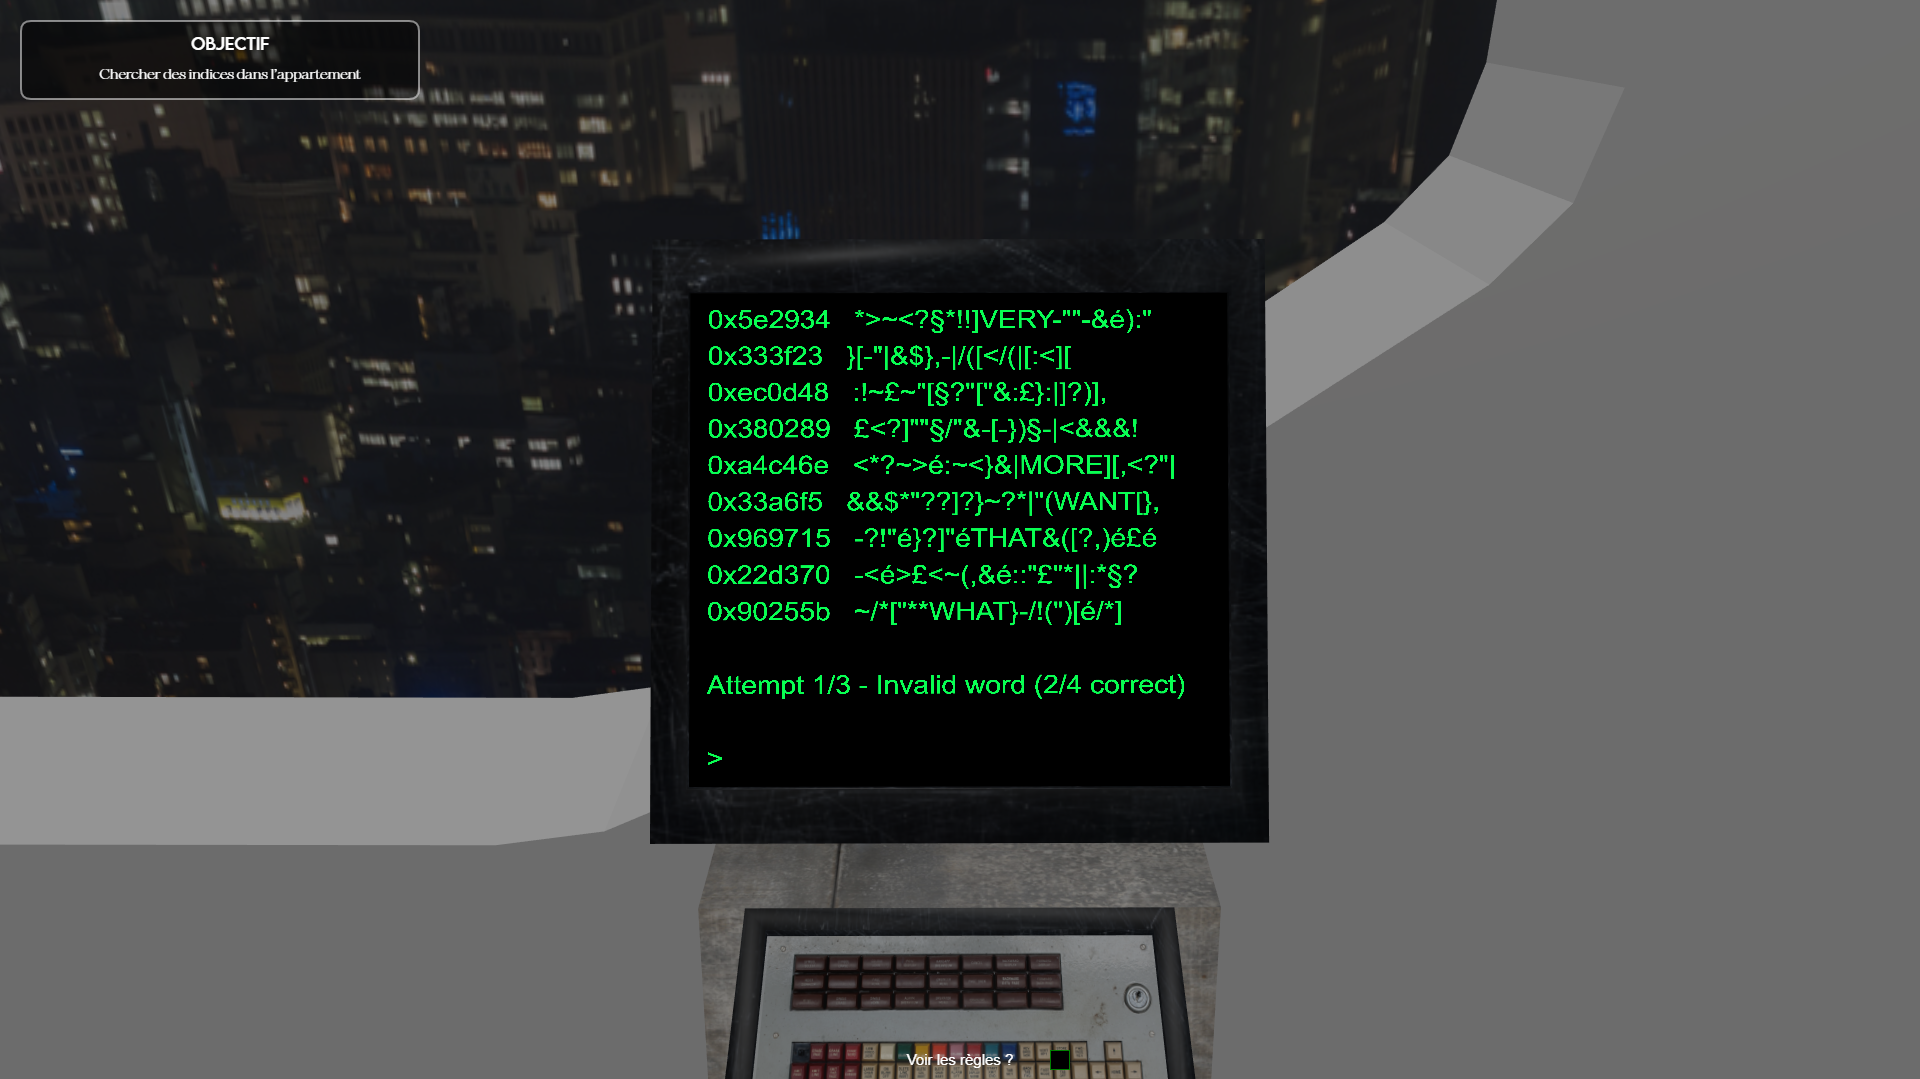 OBJECTIF
Chercher des indices dans l'appartement
0x5e2934 *>~<?§*!!]VERY-""-&é):"
0x333f23 }[-"|&$},-|/([</(|[:<][
0xec0d48 :!~£~"[§?"["&:£}:|]?)],
0x380289 £<?]""§/"&-[-})§-|<&&&!
0xa4c46e <*?~>é:~<}&|MORE][,<?"|
0x33a6f5 &&$*"??]?}~?*|"(WANT[},
0x969715 -?!"é}?]"éTHAT&([?,)é£é
0x22d370 -<é>£<~(,&é::"£"*||:*§?
0x90255b ~/*["**WHAT}-/!(")[é/*]
Attempt 1/3 - Invalid word (2/4 correct)
>
Voir les règles ?